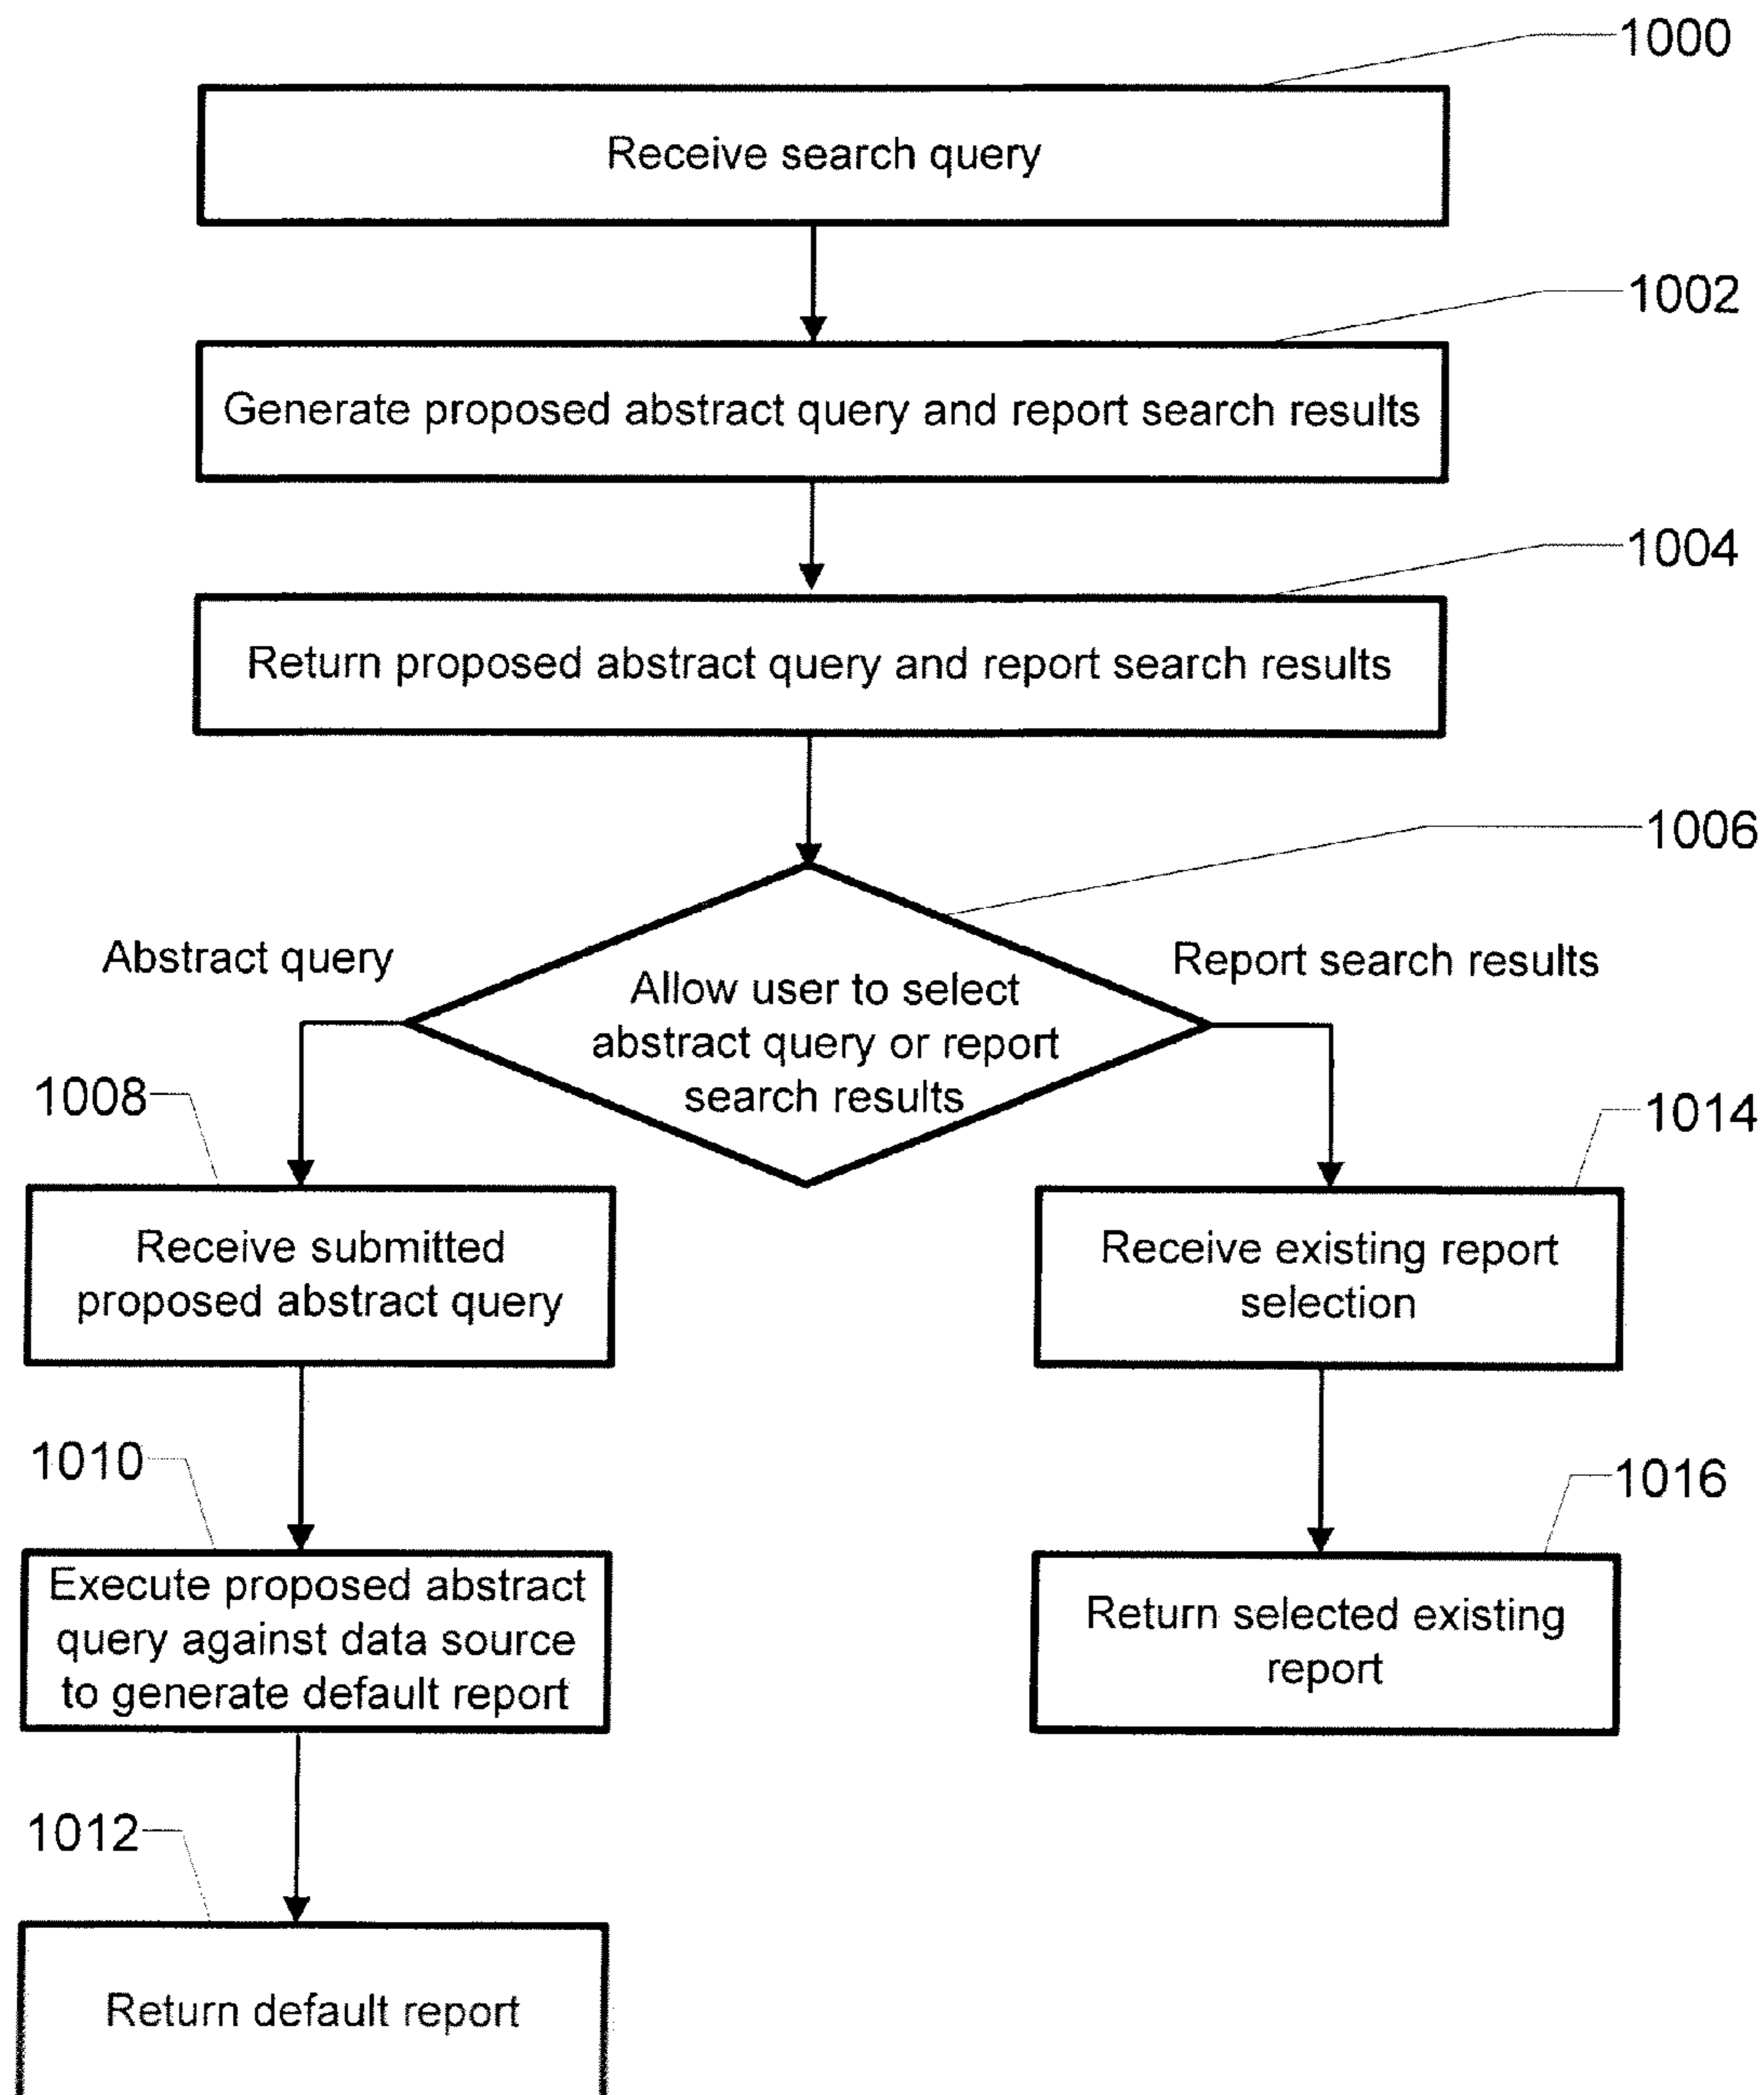 1000
Receive search query
1002
Generate proposed abstract query and report search results
1004
Return proposed abstract query and report search results
1006
Abstract query
Report search results
Allow user to select
abstract query or report
search results
1008
Receive submitted
proposed abstract query
1014
Receive existing report
selection
1010
Execute proposed abstract
query against data source
to generate default report
1016
Return selected existing
report
1012
Return default report